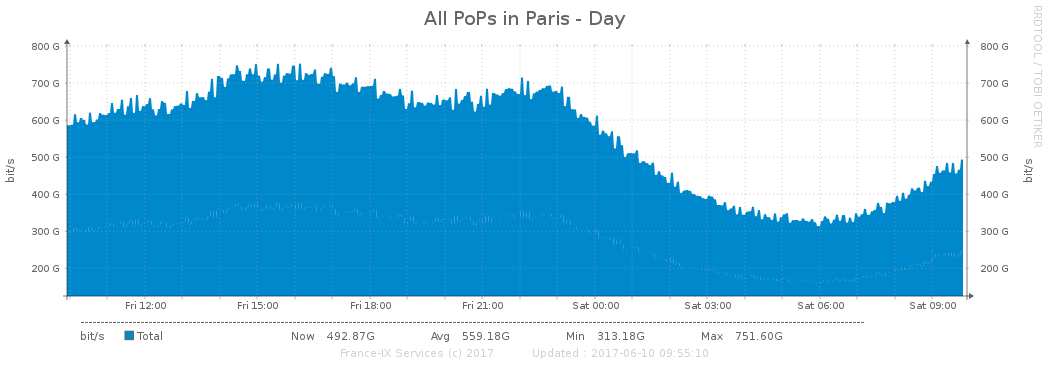 All PoPs in Paris - Day
RRDTOOL / TOBI OETIKER
800 G 800 G
700 G 700 G
600 G 600 G
500 G 500 G
400 G 400 G
300 G 300 G
200 G 200 G
bit/s bit/s
Fri 12:00 Fri 15:00 Fri 18:00 Fri 21:00 Sat 00:00 Sat 03:00 Sat 06:00 Sat 09:00
bit/s Total Now 492.87G Avg 559.18G Min 313.18G Max 751.60G
France-IX Services (c) 2017 Updated : 2017-06-10 09:55:10